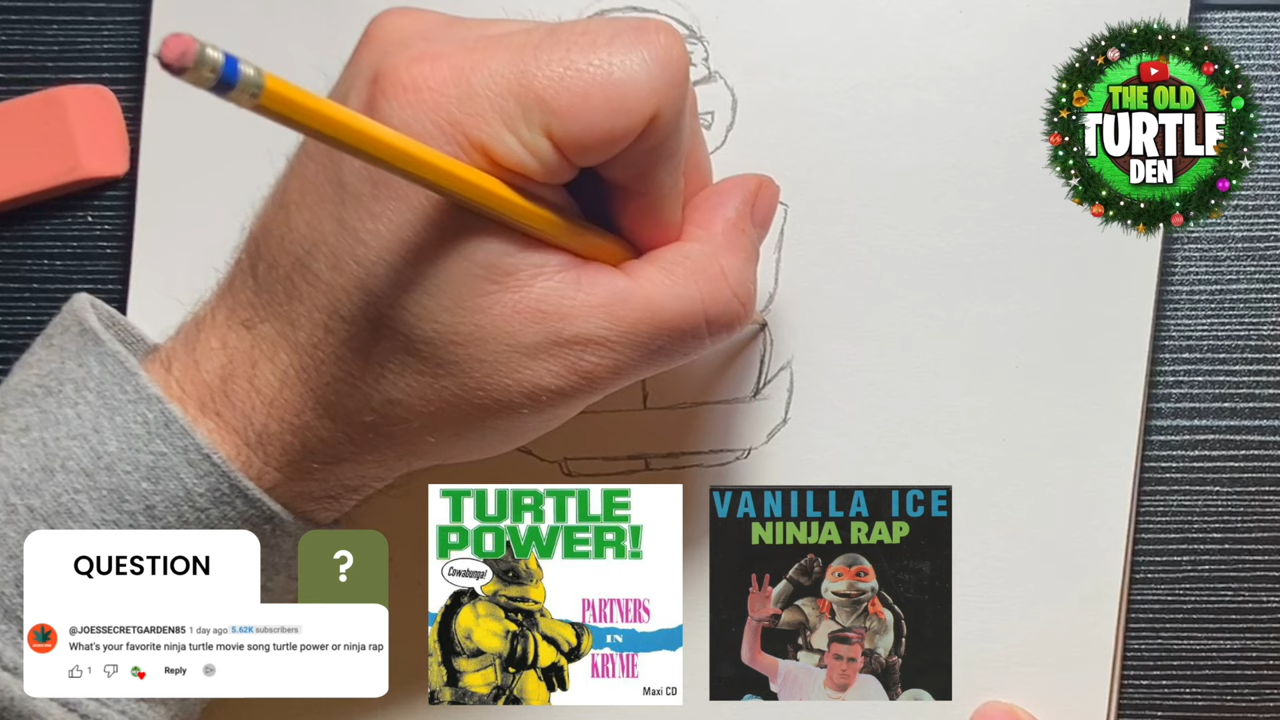 THE OLD
TURTLE
DEN
TURTLE
POWER!
Cowabunga!
PARTNERS
IN
KRYME
Maxi CD
VANILLA ICE
NINJA RAP
QUESTION
?
@JOESSECRETGARDEN85 1 day ago 5.62K subscribers
What's your favorite ninja turtle movie song turtle power or ninja rap
1 Reply